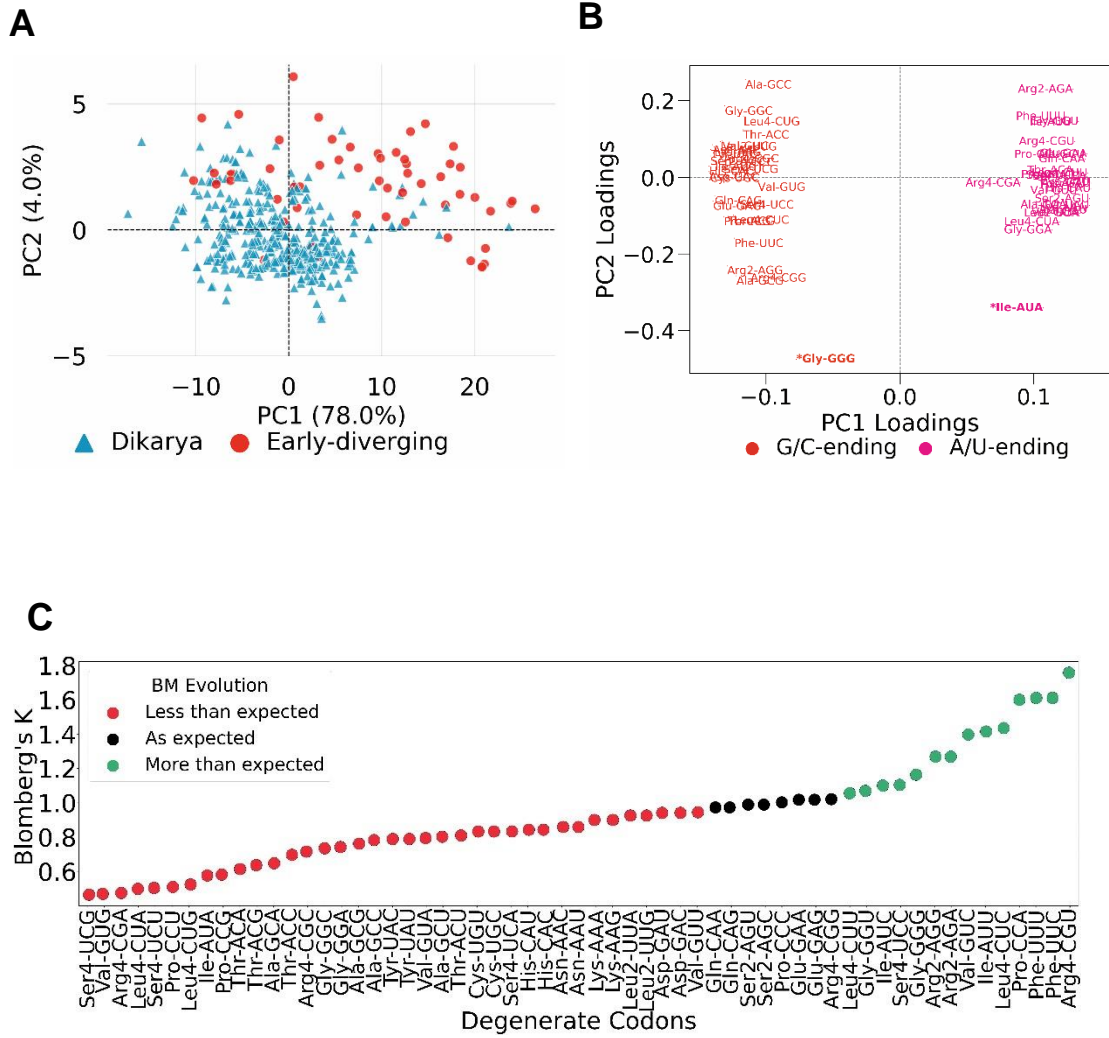 A
B
5
0
−5
PC2 (4.0%)
−10
0
10
20
PC1 (78.0%)
Dikarya
Early-diverging
0.2
0.0
−0.2
−0.4
PC2 Loadings
Ala-GCC
Gly-GGC
Leu4-CUG
Thr-ACC
Val-GUG
Phe-UUC
Arg2-AGG
Arg4-CGG
Ala-GCG
*Gly-GGG
Arg2-AGA
Phe-UUU
Arg4-CGU
Gln-CAA
Thr-ACA
Arg4-CGA
Ser2-AGU
Leu4-CUA
Gly-GGA
*Ile-AUA
−0.1
0.0
0.1
PC1 Loadings
G/C-ending
A/U-ending
C
1.8
1.6
1.4
1.2
1.0
0.8
0.6
Blomberg's K
BM Evolution
Less than expected
As expected
More than expected
Ser4-UCG
Val-GUG
Arg4-CGA
Leu4-CUA
Ser4-UCU
Pro-CCU
Leu4-CUG
Ile-AUA
Pro-CCG
Thr-ACA
Thr-ACG
Ala-GCA
Thr-ACC
Arg4-CGC
Gly-GGC
Gly-GGA
Ala-GCG
Ala-GCC
Tyr-UAC
Tyr-UAU
Val-GUA
Ala-GCU
Thr-ACU
Cys-UGU
Cys-UGC
Ser4-UCA
His-CAU
His-CAC
Asn-AAC
Asn-AAU
Lys-AAA
Lys-AAG
Leu2-UUA
Leu2-UUG
Asp-GAU
Asp-GAC
Val-GUU
Gln-CAA
Gln-CAG
Ser2-AGU
Ser2-AGC
Pro-CCC
Glu-GAA
Glu-GAG
Arg4-CGG
Leu4-CUU
Gly-GGU
Ile-AUC
Ser4-UCC
Gly-GGG
Arg2-AGG
Arg2-AGA
Val-GUC
Ile-AUU
Leu4-CUC
Pro-CCA
Phe-UUU
Phe-UUC
Arg4-CGU
Degenerate Codons